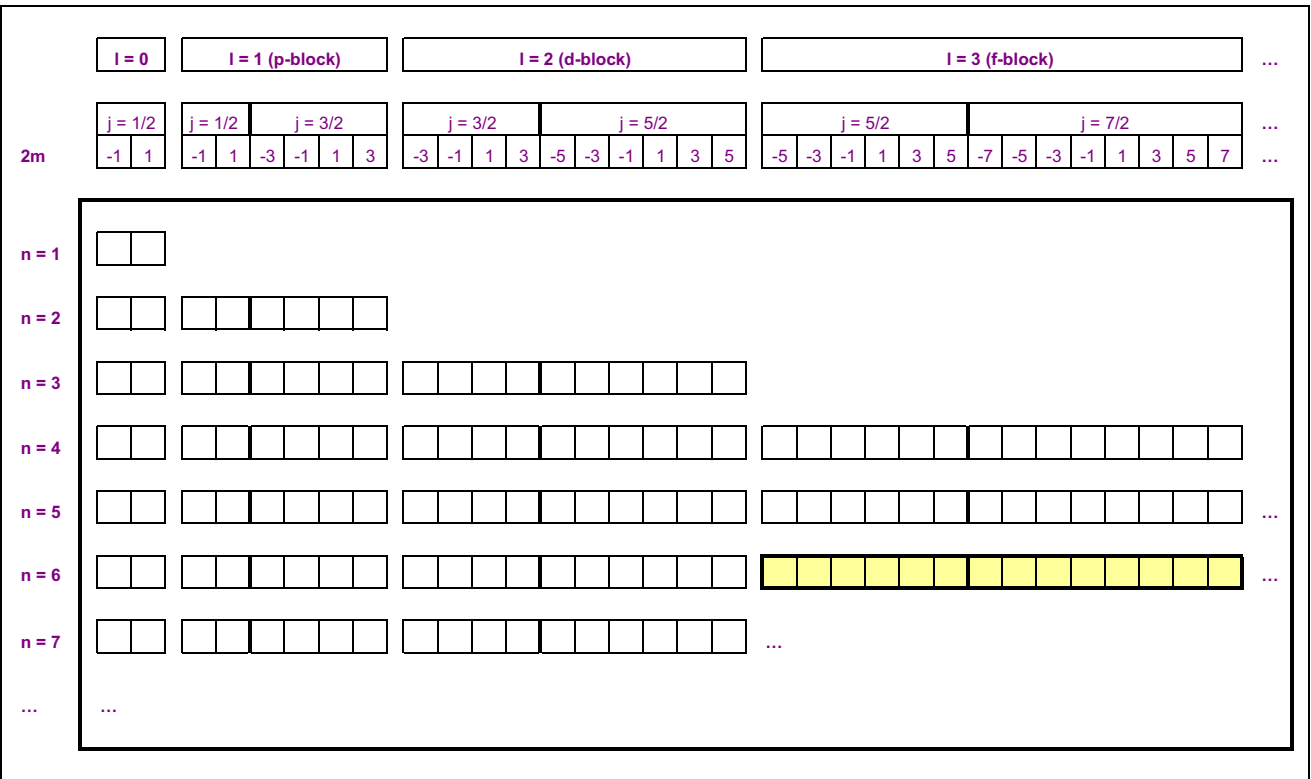 l = 0 l = 1 (p-block) l = 2 (d-block) l = 3 (f-block) ...
j = 1/2 j = 1/2 j = 3/2 j = 3/2 j = 5/2 j = 5/2 j = 7/2 ...
2m -1 1 -1 1 -3 -1 1 3 -3 -1 1 3 -5 -3 -1 1 3 5 -5 -3 -1 1 3 5 -7 -5 -3 -1 1 3 5 7 ...
n = 1
n = 2
n = 3
n = 4
n = 5 ...
n = 6 ...
n = 7 ...
... ...